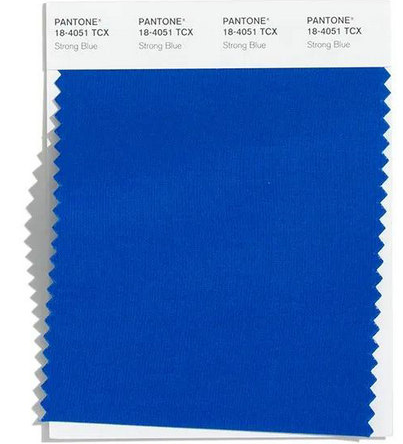 PANTONE® PANTONE® PANTONE® PANTONE®
18-4051 TCX 18-4051 TCX 18-4051 TCX 18-4051 TCX
Strong Blue Strong Blue Strong Blue Strong Blue